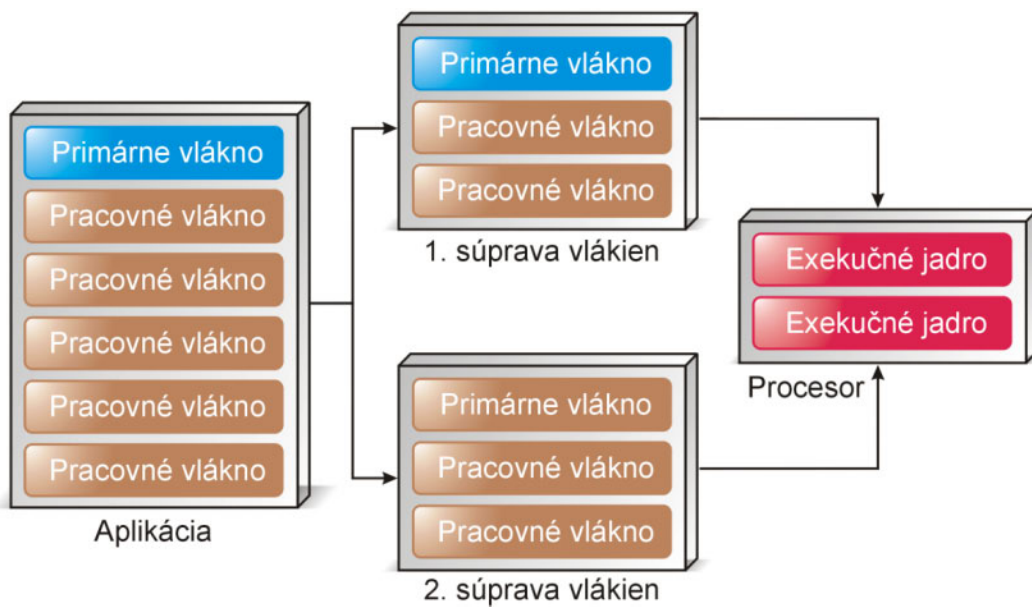 Primárne vlákno
Pracovné vlákno
Pracovné vlákno
Pracovné vlákno
Pracovné vlákno
Pracovné vlákno
Aplikácia
Primárne vlákno
Pracovné vlákno
Pracovné vlákno
1. súprava vlákien
Primárne vlákno
Pracovné vlákno
Pracovné vlákno
2. súprava vlákien
Exekučné jadro
Exekučné jadro
Procesor